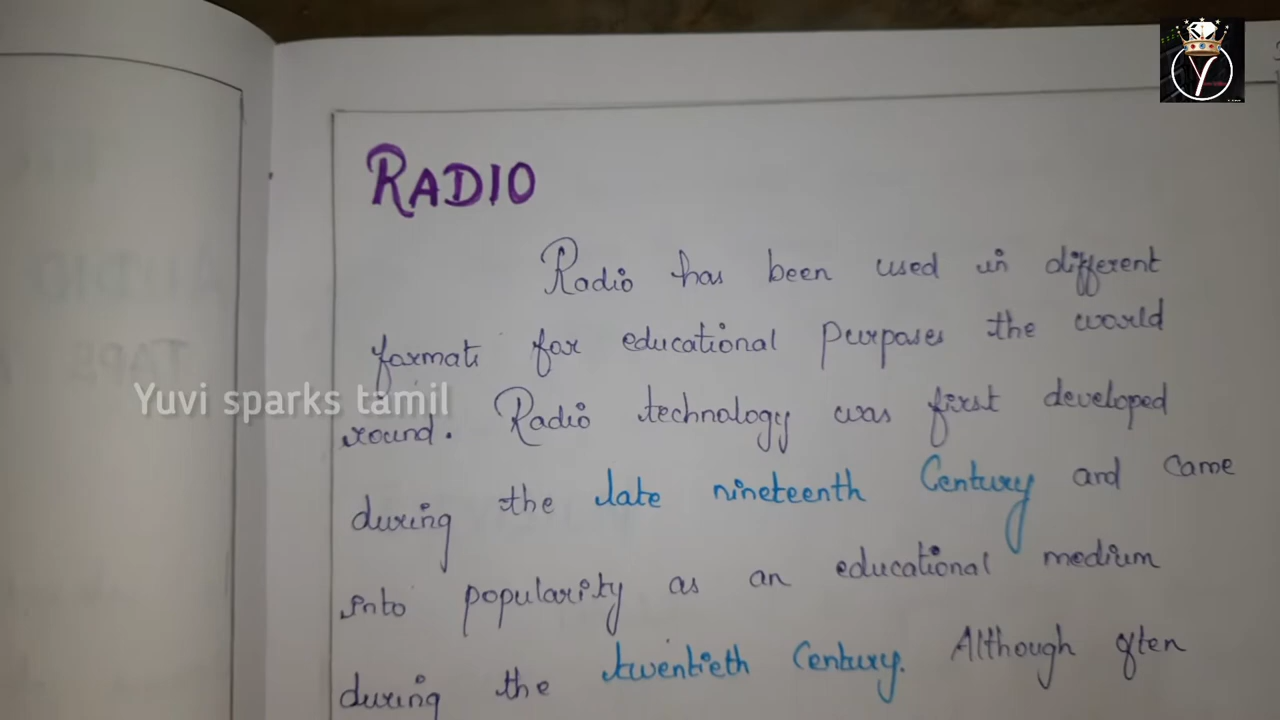 RADIO
Radio has been used in different
formats for educational purposes the world
Yuvi sparks tamil
round. Radio technology was first developed
during the late nineteenth Century and came
into popularity as an educational medium
during the twentieth Century. Although often